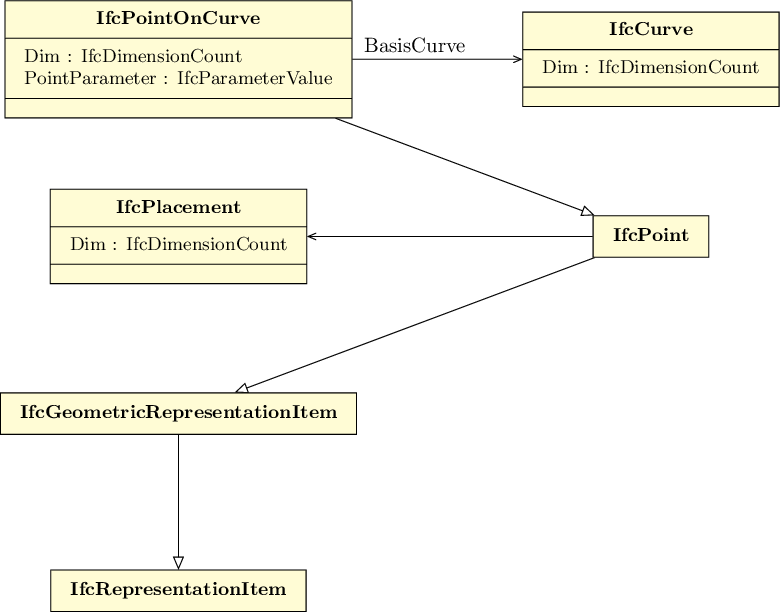 IfcPointOnCurve
Dim : IfcDimensionCount
PointParameter : IfcParameterValue
BasisCurve
IfcCurve
Dim : IfcDimensionCount
IfcPlacement
Dim : IfcDimensionCount
IfcPoint
IfcGeometricRepresentationItem
IfcRepresentationItem